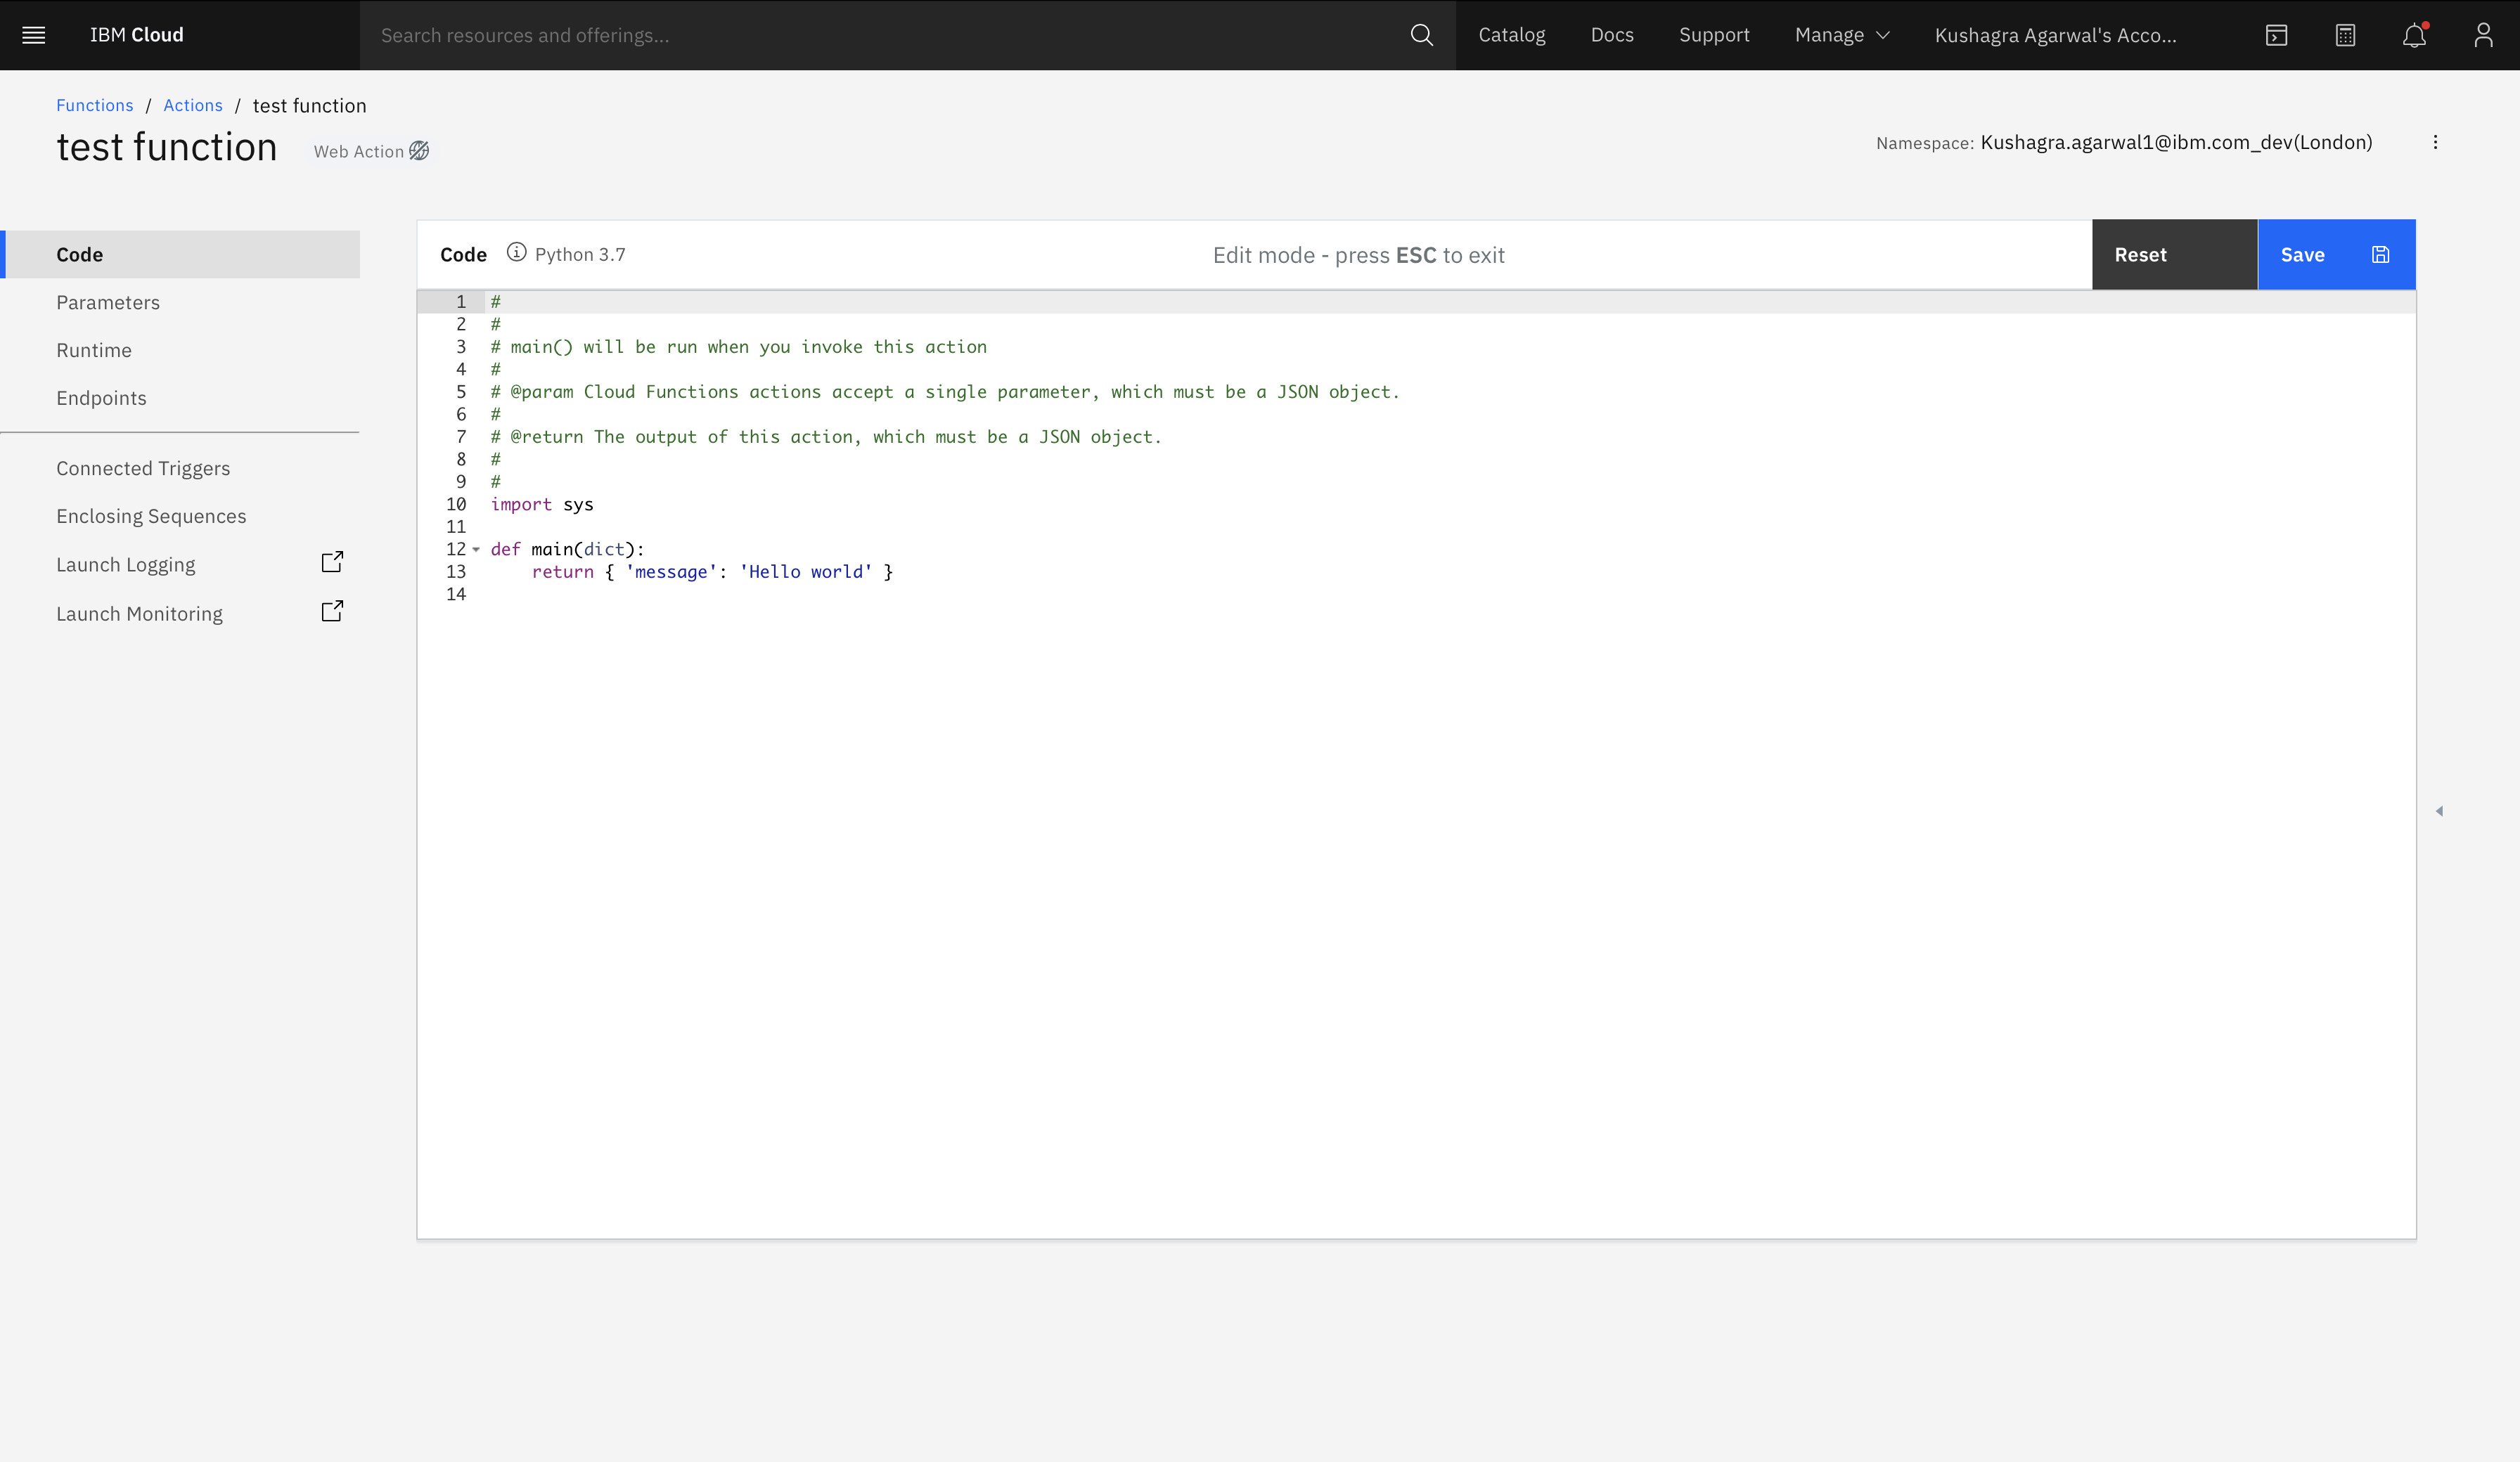 IBM Cloud
Search resources and offerings...
Catalog
Docs
Support
Manage
Kushagra Agarwal's Acco...
Functions / Actions / test function
test function
Web Action
Namespace: Kushagra.agarwal1@ibm.com_dev(London)
Code
Parameters
Runtime
Endpoints
Connected Triggers
Enclosing Sequences
Launch Logging
Launch Monitoring
Code
Python 3.7
Edit mode - press ESC to exit
Reset
Save
1 #
2 #
3 # main() will be run when you invoke this action
4 #
5 # @param Cloud Functions actions accept a single parameter, which must be a JSON object.
6 #
7 # @return The output of this action, which must be a JSON object.
8 #
9 #
10 import sys
11
12 def main(dict):
13     return { 'message': 'Hello world' }
14